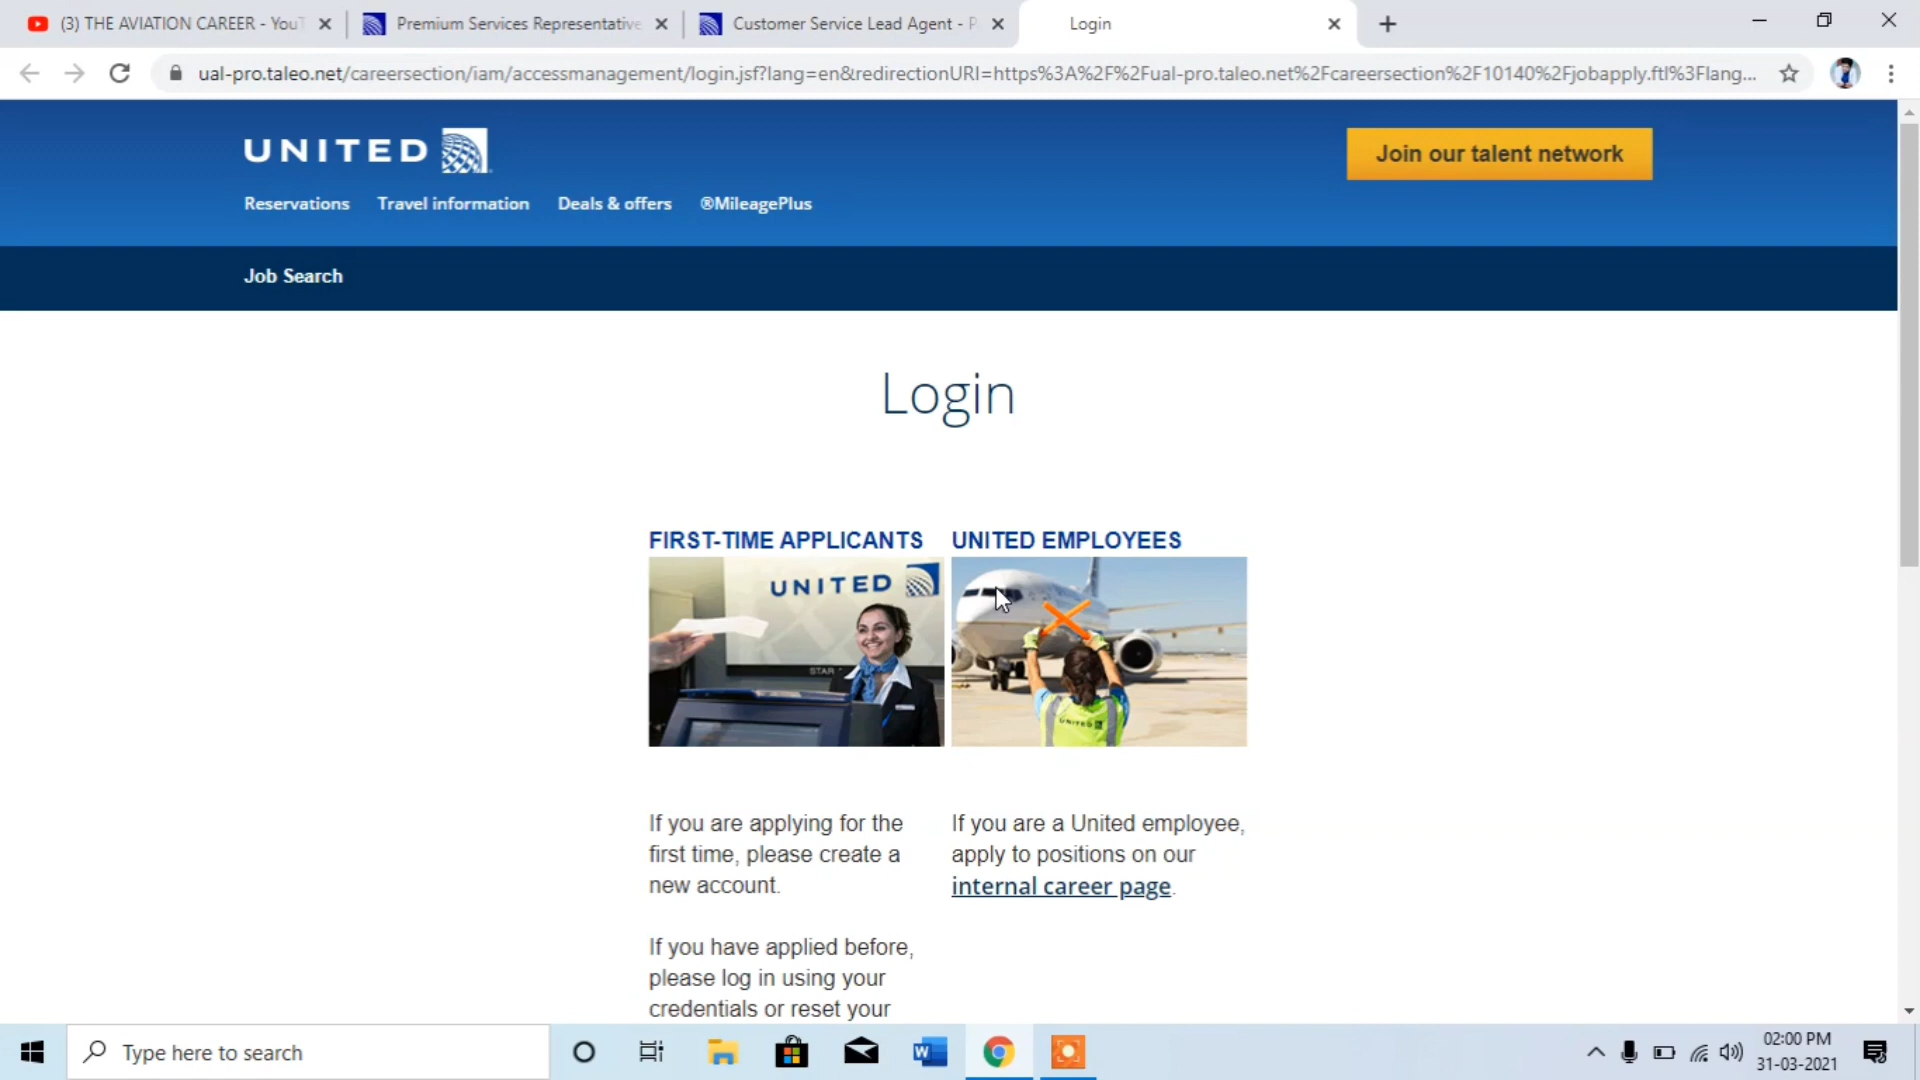 (3) THE AVIATION CAREER - YouT
Premium Services Representative
Customer Service Lead Agent - P
Login
ual-pro.taleo.net/careersection/iam/accessmanagement/login.jsf?lang=en&redirectionURI=https%3A%2F%2Fual-pro.taleo.net%2Fcareersection%2F10140%2Fjobapply.ftl%3Flang...
UNITED
Join our talent network
Reservations Travel information Deals & offers ®MileagePlus
Job Search
Login
FIRST-TIME APPLICANTS
UNITED EMPLOYEES
UNITED
STAR
UNITED
If you are applying for the
first time, please create a
new account.
If you have applied before,
please log in using your
credentials or reset your
If you are a United employee,
apply to positions on our
internal career page.
Type here to search
02:00 PM
31-03-2021